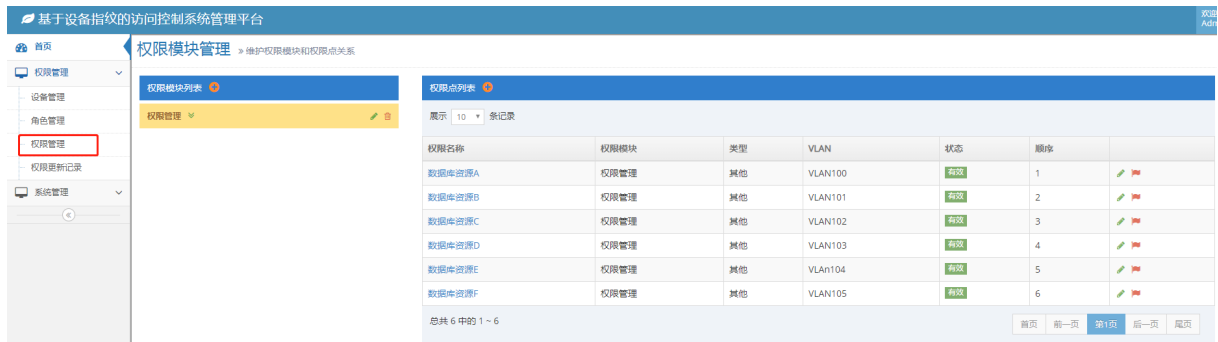 基于设备指纹的访问控制系统管理平台
欢迎
Adm
首页
权限管理
设备管理
角色管理
权限管理
权限更新记录
系统管理
权限模块管理 » 维护权限模块和权限点关系
权限模块列表
权限管理
权限点列表
展示 10 条记录
权限名称 权限模块 类型 VLAN 状态 顺序
数据库资源A 权限管理 其他 VLAN100 有效 1
数据库资源B 权限管理 其他 VLAN101 有效 2
数据库资源C 权限管理 其他 VLAN102 有效 3
数据库资源D 权限管理 其他 VLAN103 有效 4
数据库资源E 权限管理 其他 VLAn104 有效 5
数据库资源F 权限管理 其他 VLAN105 有效 6
总共 6 中的 1 ~ 6
首页 前一页 第1页 后一页 尾页